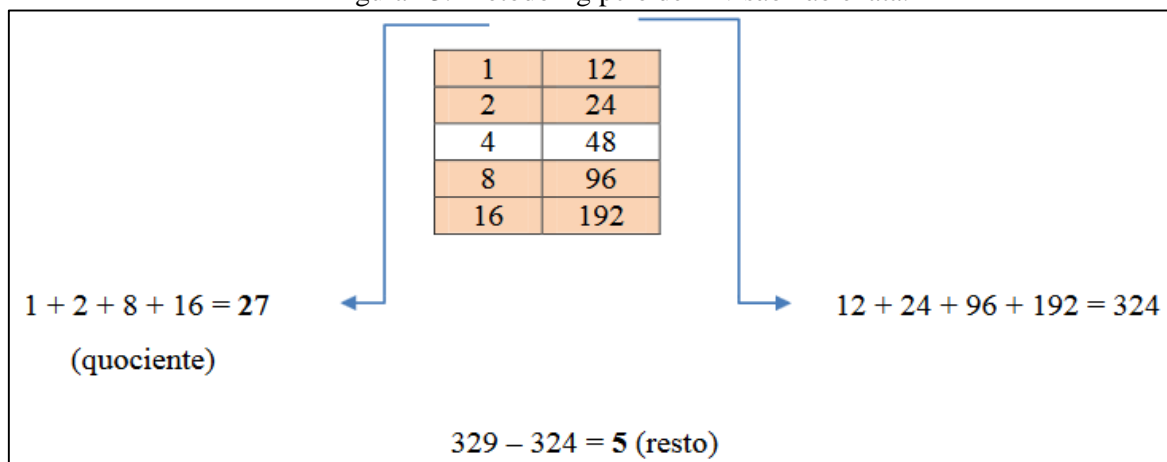 1 12
2 24
4 48
8 96
16 192
1 + 2 + 8 + 16 = 27 12 + 24 + 96 + 192 = 324
(quociente)
329 – 324 = 5 (resto)